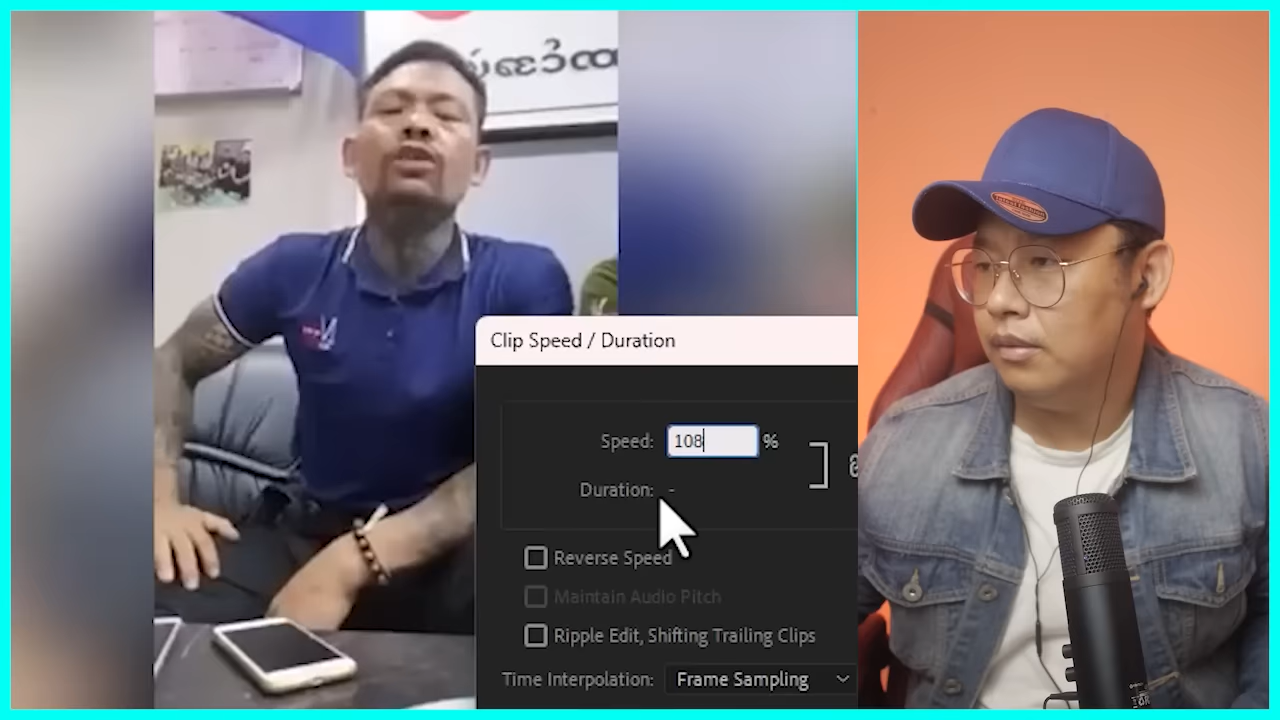 Clip Speed / Duration
Speed: 108 %
Duration: -
Reverse Speed
Maintain Audio Pitch
Ripple Edit, Shifting Trailing Clips
Time Interpolation: Frame Sampling